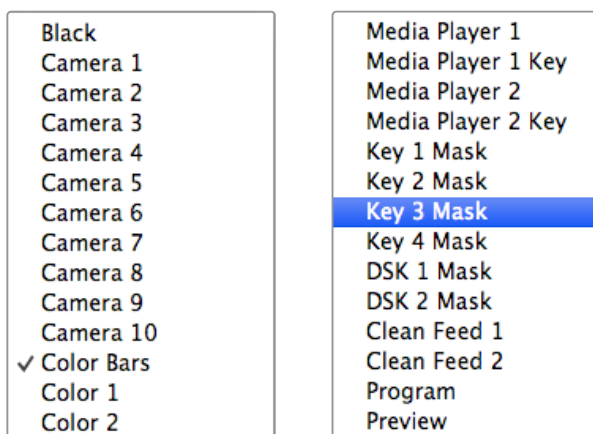 Black
Camera 1
Camera 2
Camera 3
Camera 4
Camera 5
Camera 6
Camera 7
Camera 8
Camera 9
Camera 10
✓ Color Bars
Color 1
Color 2
Media Player 1
Media Player 1 Key
Media Player 2
Media Player 2 Key
Key 1 Mask
Key 2 Mask
Key 3 Mask
Key 4 Mask
DSK 1 Mask
DSK 2 Mask
Clean Feed 1
Clean Feed 2
Program
Preview